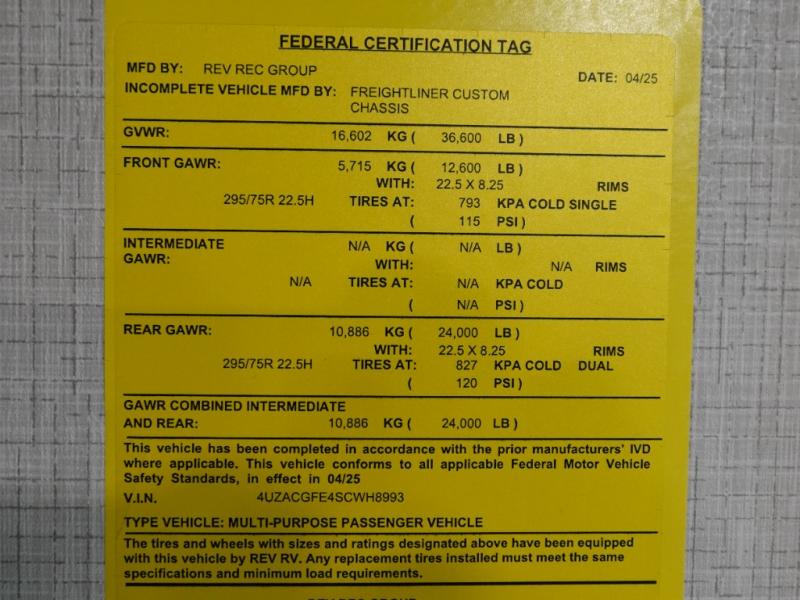 FEDERAL CERTIFICATION TAG
MFD BY: REV REC GROUP DATE: 04/25
INCOMPLETE VEHICLE MFD BY: FREIGHTLINER CUSTOM
CHASSIS
GVWR: 16,602 KG ( 36,600 LB )
FRONT GAWR: 5,715 KG ( 12,600 LB )
WITH: 22.5 X 8.25 RIMS
295/75R 22.5H TIRES AT: 793 KPA COLD SINGLE
( 115 PSI )
INTERMEDIATE N/A KG ( N/A LB )
GAWR: WITH: N/A RIMS
N/A TIRES AT: N/A KPA COLD
( N/A PSI )
REAR GAWR: 10,886 KG ( 24,000 LB )
WITH: 22.5 X 8.25 RIMS
295/75R 22.5H TIRES AT: 827 KPA COLD DUAL
( 120 PSI )
GAWR COMBINED INTERMEDIATE
AND REAR: 10,886 KG ( 24,000 LB )
This vehicle has been completed in accordance with the prior manufacturers' IVD
where applicable. This vehicle conforms to all applicable Federal Motor Vehicle
Safety Standards, in effect in 04/25
V.I.N. 4UZACGFE4SCWH8993
TYPE VEHICLE: MULTI-PURPOSE PASSENGER VEHICLE
The tires and wheels with sizes and ratings designated above have been equipped
with this vehicle by REV RV. Any replacement tires installed must meet the same
specifications and minimum load requirements.